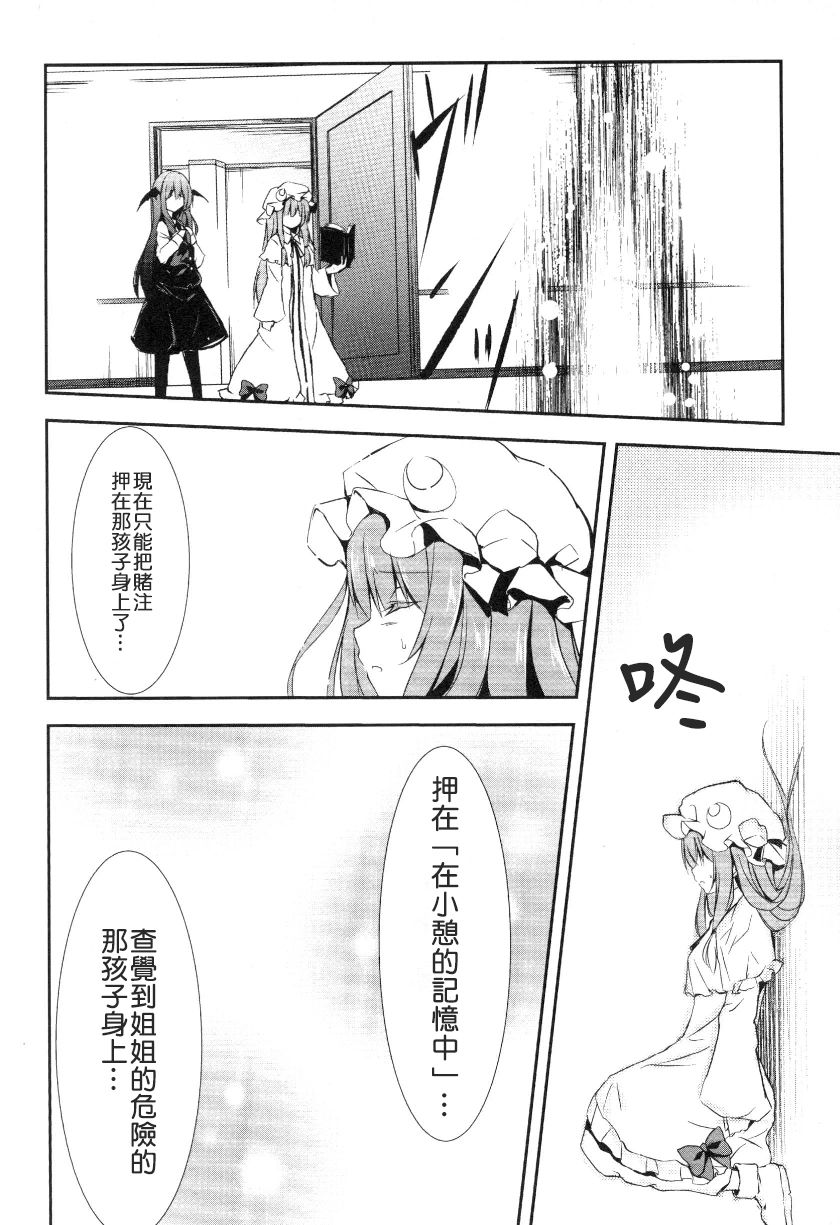 咚
現在只能把賭注
押在那孩子身上了…
押在「在小憩的記憶中」…
查覺到姐姐的危險的
那孩子身上…